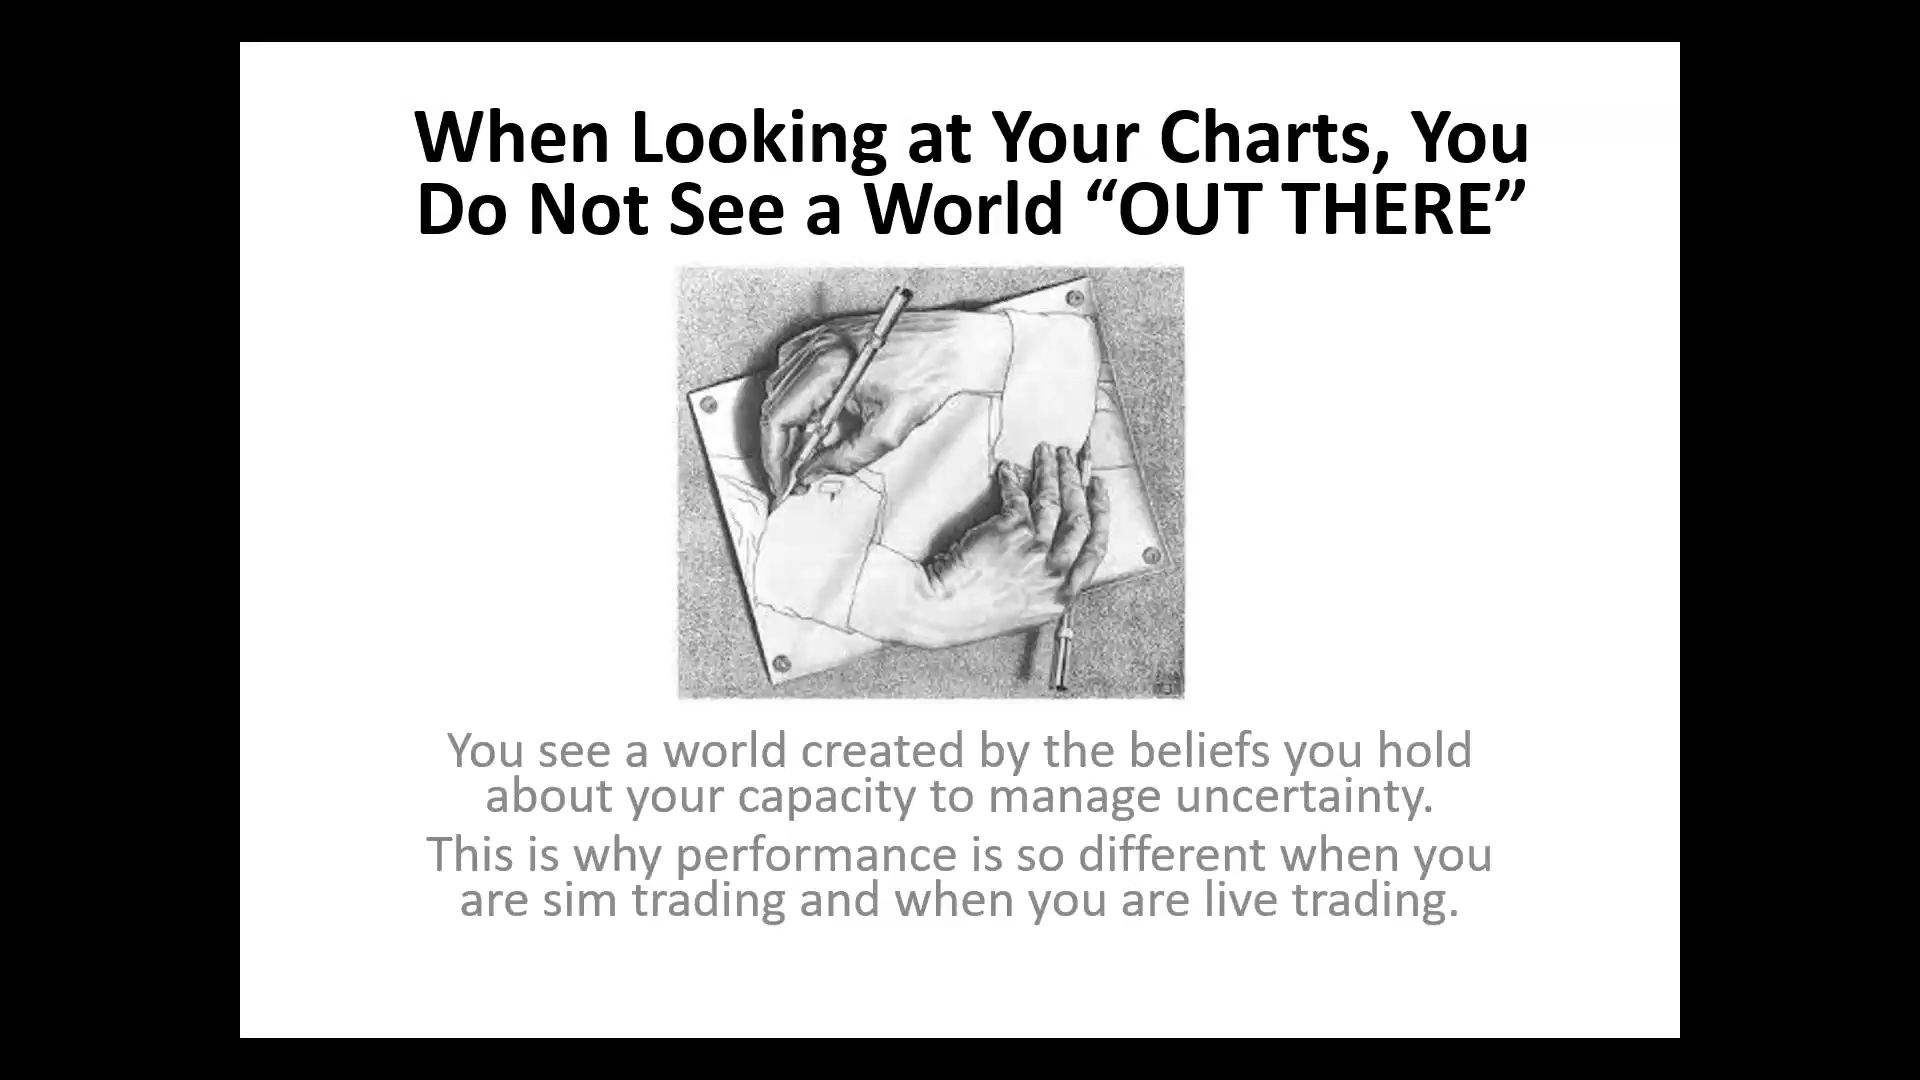 When Looking at Your Charts, You
Do Not See a World “OUT THERE”
You see a world created by the beliefs you hold
about your capacity to manage uncertainty.
This is why performance is so different when you
are sim trading and when you are live trading.